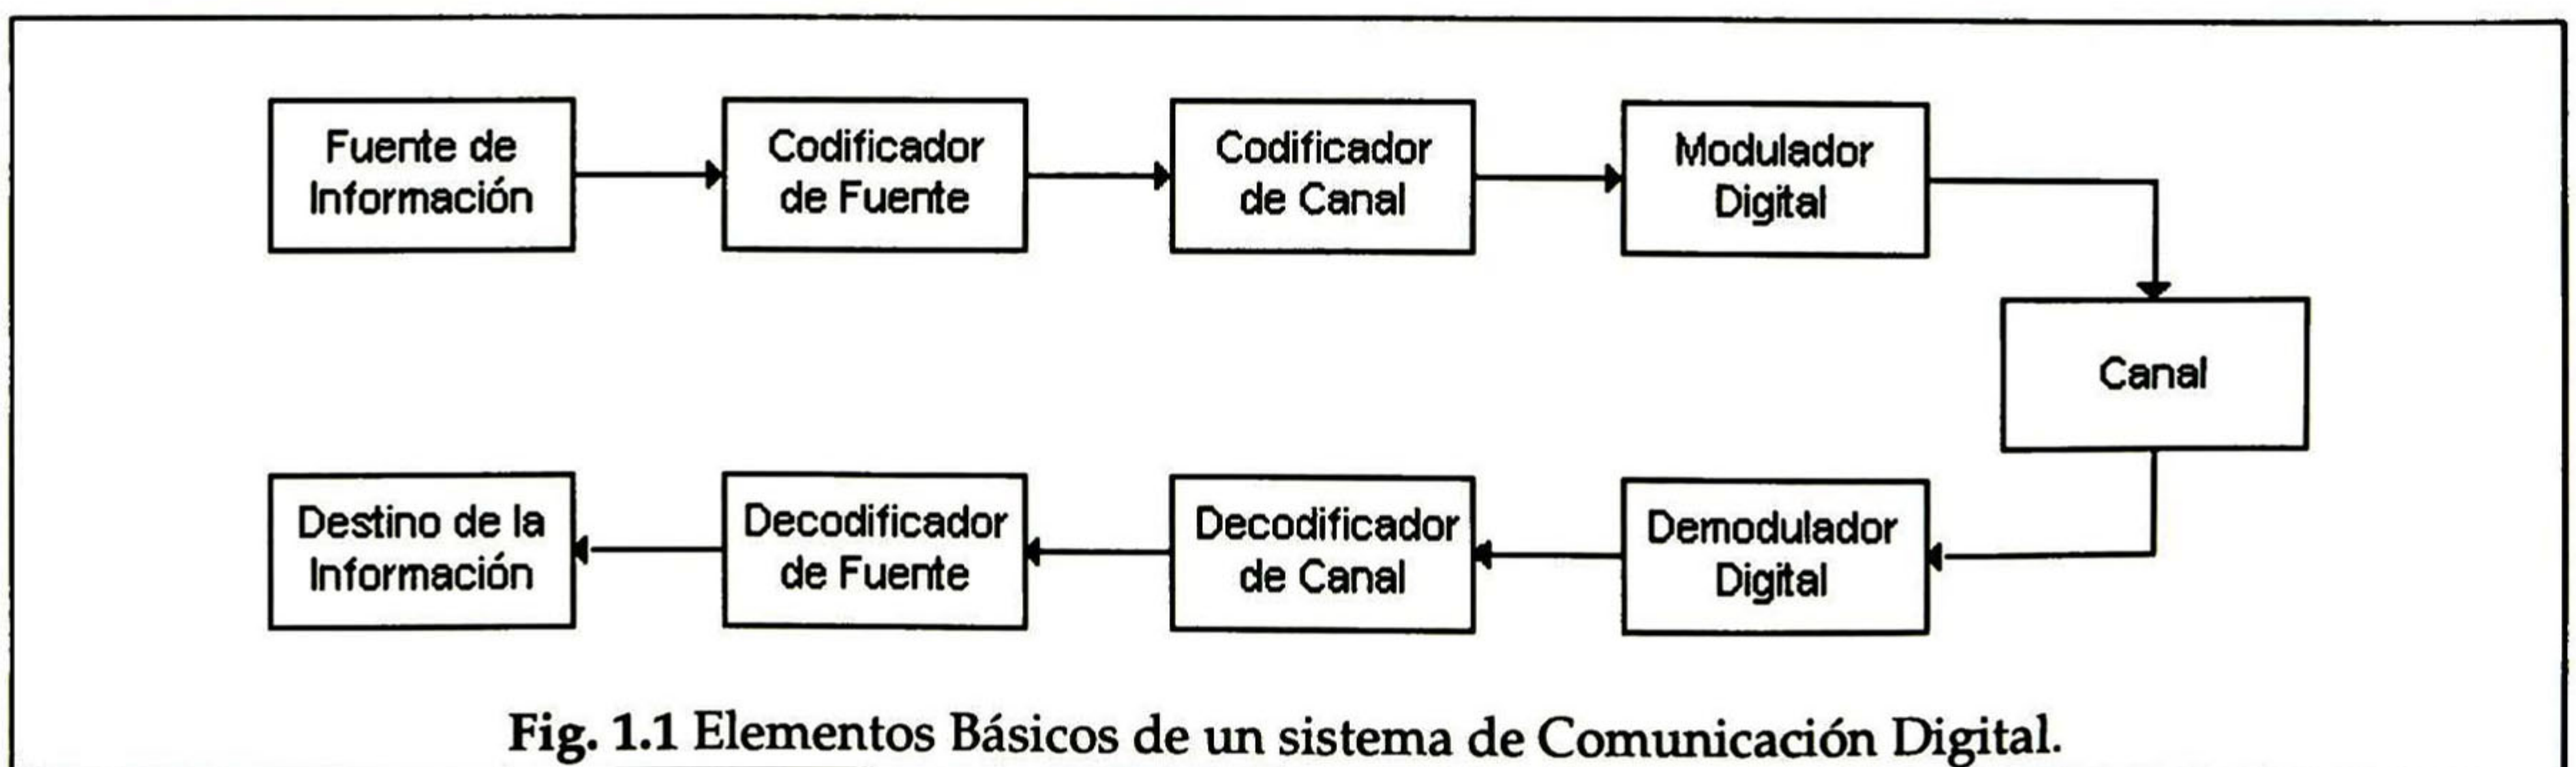 Fuente de
Información
Codificador
de Fuente
Codificador
de Canal
Modulador
Digital
Canal
Destino de la
Información
Decodificador
de Fuente
Decodificador
de Canal
Demodulador
Digital
Fig. 1.1 Elementos Básicos de un sistema de Comunicación Digital.